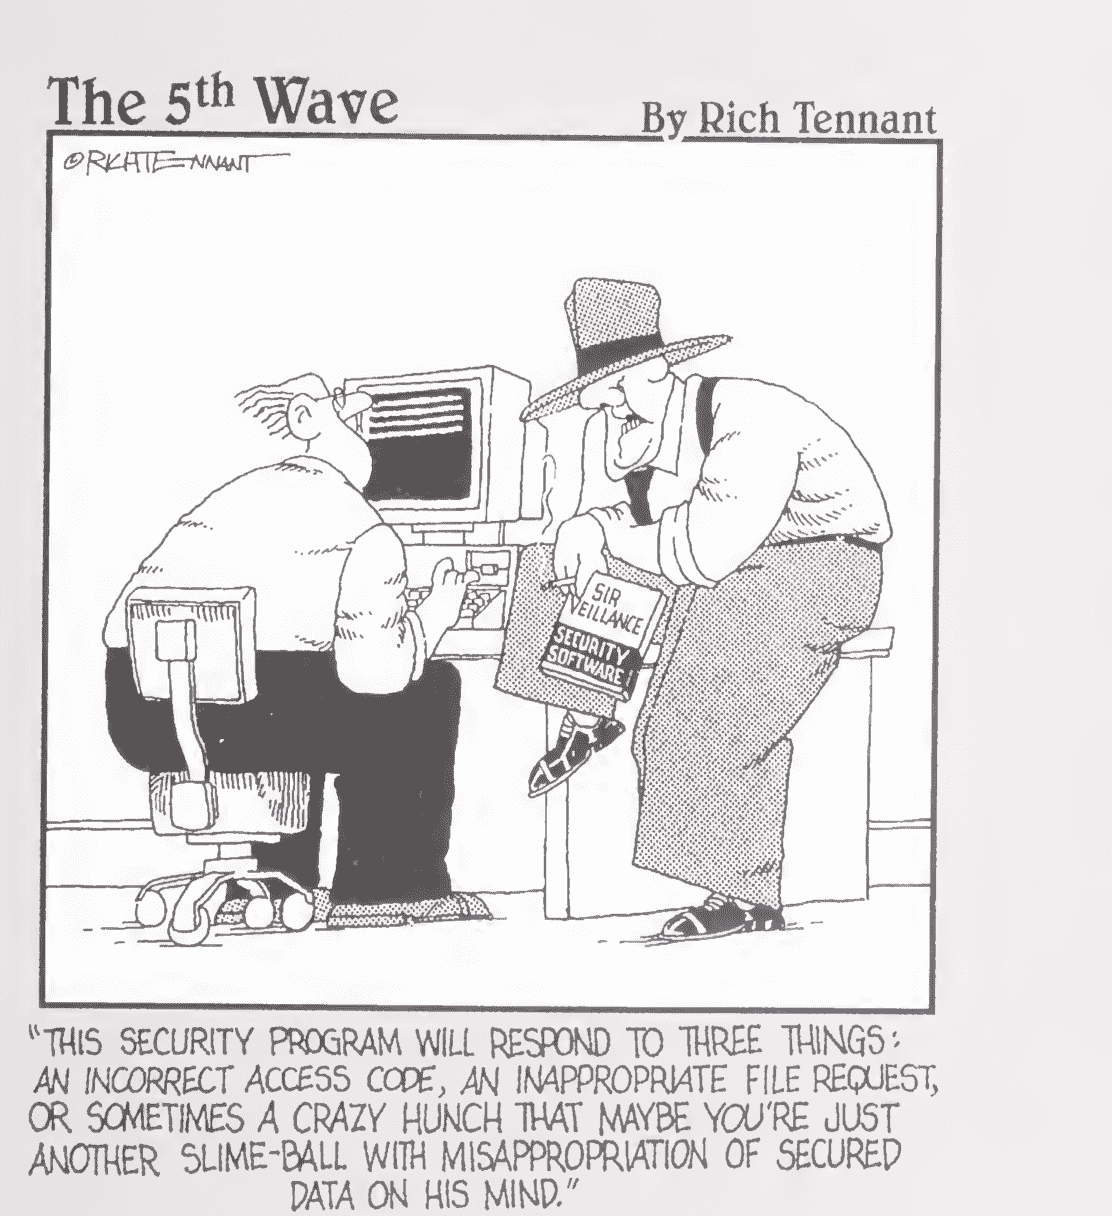 The 5th Wave
By Rich Tennant
©RICHTENNANT
SIR
VEILLANCE
SECURITY
SOFTWARE!
"THIS SECURITY PROGRAM WILL RESPOND TO THREE THINGS:
AN INCORRECT ACCESS CODE, AN INAPPROPRIATE FILE REQUEST,
OR SOMETIMES A CRAZY HUNCH THAT MAYBE YOU'RE JUST
ANOTHER SLIME-BALL WITH MISAPPROPRIATION OF SECURED
DATA ON HIS MIND."